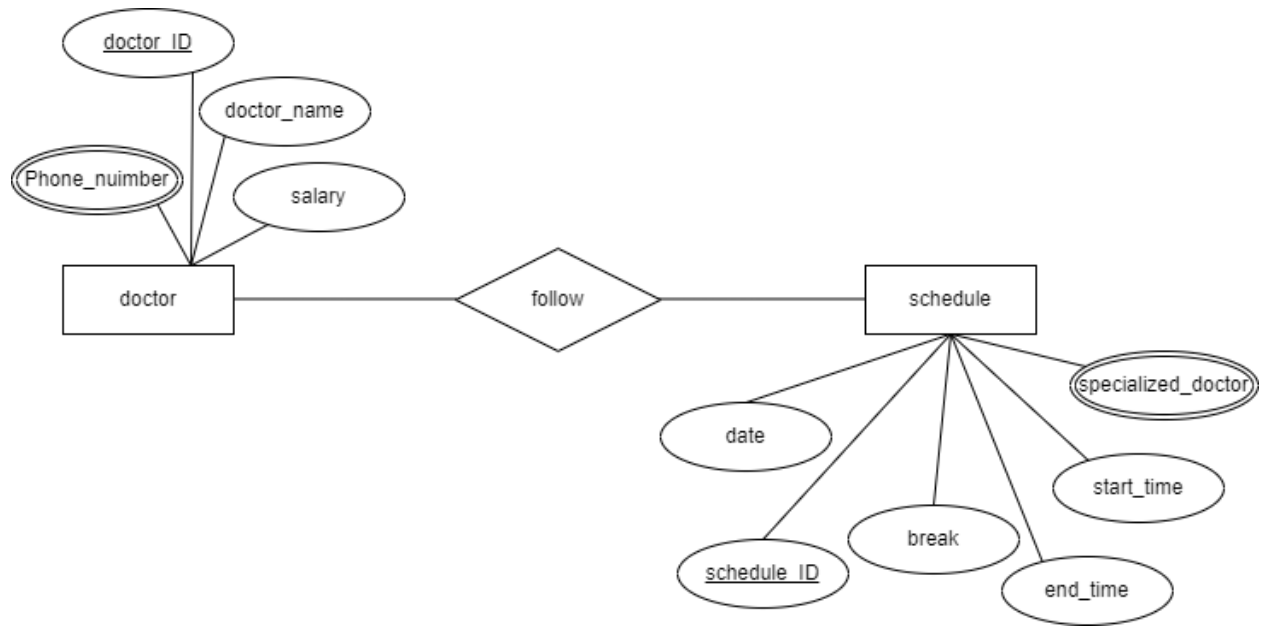 doctor_ID
doctor_name
Phone_nuimber
salary
doctor
follow
schedule
specialized_doctor
date
start_time
break
schedule_ID
end_time